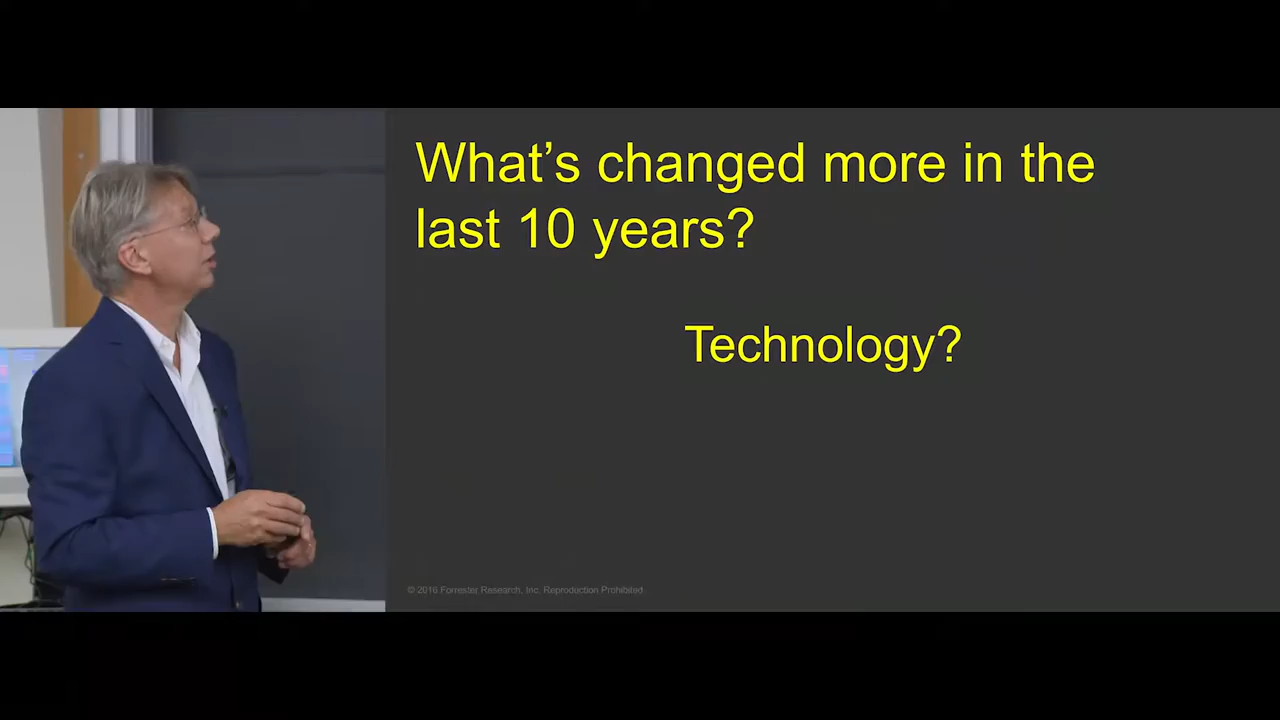 What’s changed more in the
last 10 years?
Technology?
© 2016 Forrester Research, Inc. Reproduction Prohibited